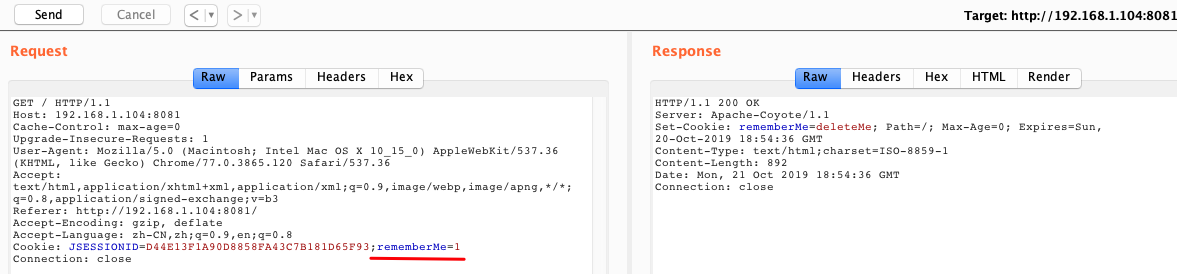 Send Cancel < | ▾ > | ▾ Target: http://192.168.1.104:8081
Request
Raw Params Headers Hex
GET / HTTP/1.1
Host: 192.168.1.104:8081
Cache-Control: max-age=0
Upgrade-Insecure-Requests: 1
User-Agent: Mozilla/5.0 (Macintosh; Intel Mac OS X 10_15_0) AppleWebKit/537.36
(KHTML, like Gecko) Chrome/77.0.3865.120 Safari/537.36
Accept:
text/html,application/xhtml+xml,application/xml;q=0.9,image/webp,image/apng,*/*;
q=0.8,application/signed-exchange;v=b3
Referer: http://192.168.1.104:8081/
Accept-Encoding: gzip, deflate
Accept-Language: zh-CN,zh;q=0.9,en;q=0.8
Cookie: JSESSIONID=D44E13F1A90D8858FA43C7B181D65F93;rememberMe=1
Connection: close
Response
Raw Headers Hex HTML Render
HTTP/1.1 200 OK
Server: Apache-Coyote/1.1
Set-Cookie: rememberMe=deleteMe; Path=/; Max-Age=0; Expires=Sun,
20-Oct-2019 18:54:36 GMT
Content-Type: text/html;charset=ISO-8859-1
Content-Length: 892
Date: Mon, 21 Oct 2019 18:54:36 GMT
Connection: close